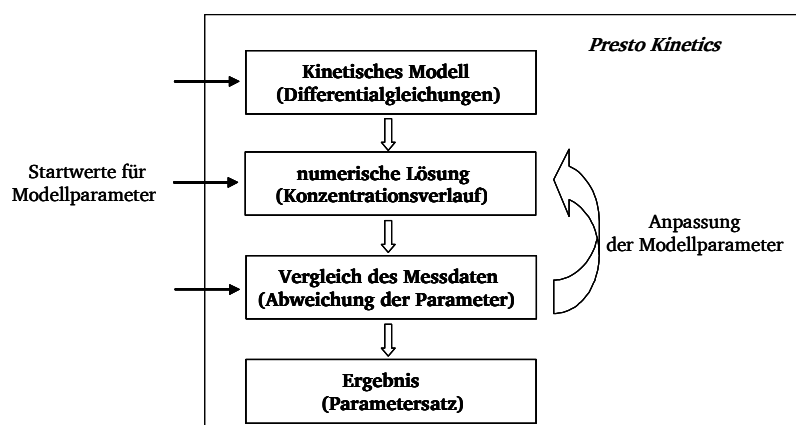 Presto Kinetics
Kinetisches Modell
(Differentialgleichungen)
Startwerte für
Modellparameter
numerische Lösung
(Konzentrationsverlauf)
Anpassung
der Modellparameter
Vergleich des Messdaten
(Abweichung der Parameter)
Ergebnis
(Parametersatz)